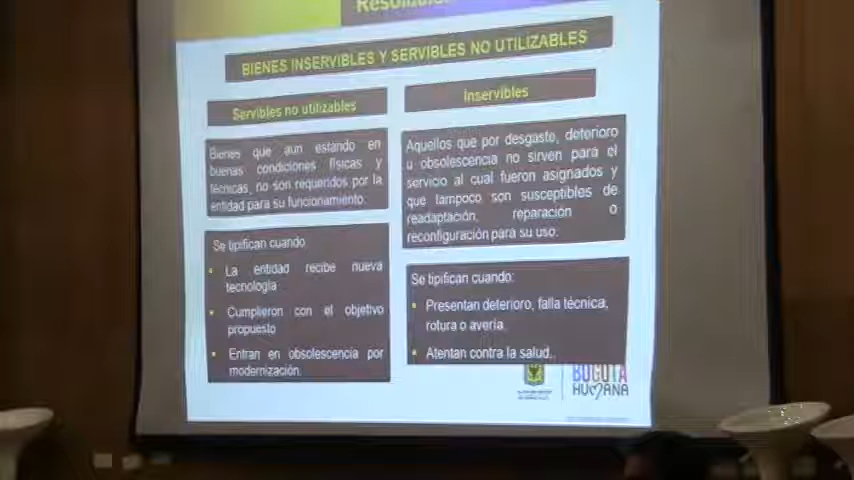 BIENES INSERVIBLES Y SERVIBLES NO UTILIZABLES
Servibles no utilizables
Bienes que aun estando en
buenas condiciones físicas y
técnicas, no son requeridos por la
entidad para su funcionamiento.
Se tipifican cuando
• La entidad recibe nueva
tecnología
• Cumplieron con el objetivo
propuesto
• Entran en obsolescencia por
modernización.
Inservibles
Aquellos que por desgaste, deterioro
u obsolescencia no sirven para el
servicio al cual fueron asignados y
que tampoco son susceptibles de
readaptación, reparación o
reconfiguración para su uso.
Se tipifican cuando:
• Presentan deterioro, falla técnica,
rotura o avería.
• Atentan contra la salud.
BOGOTÁ
HUMANA